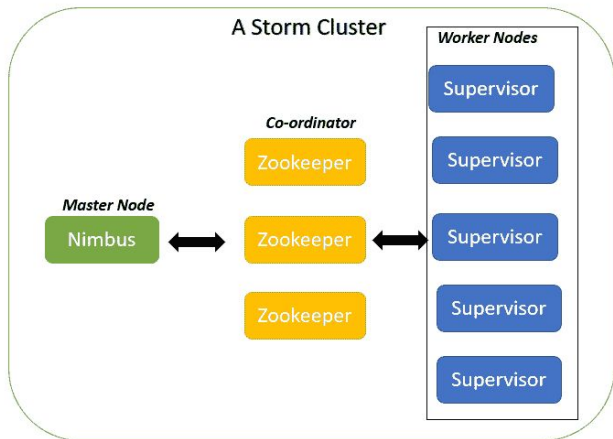 A Storm Cluster
Master Node
Nimbus
Co-ordinator
Zookeeper
Zookeeper
Zookeeper
Worker Nodes
Supervisor
Supervisor
Supervisor
Supervisor
Supervisor